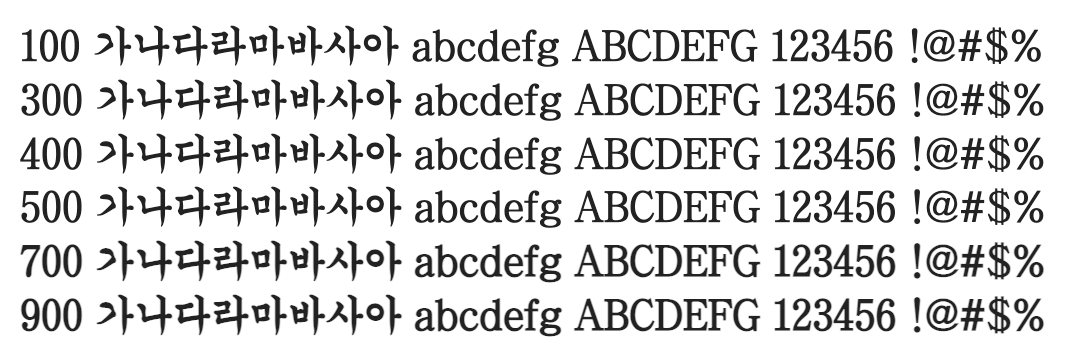 100 가나다라마바사아 abcdefg ABCDEFG 123456 !@#$%
300 가나다라마바사아 abcdefg ABCDEFG 123456 !@#$%
400 가나다라마바사아 abcdefg ABCDEFG 123456 !@#$%
500 가나다라마바사아 abcdefg ABCDEFG 123456 !@#$%
700 가나다라마바사아 abcdefg ABCDEFG 123456 !@#$%
900 가나다라마바사아 abcdefg ABCDEFG 123456 !@#$%